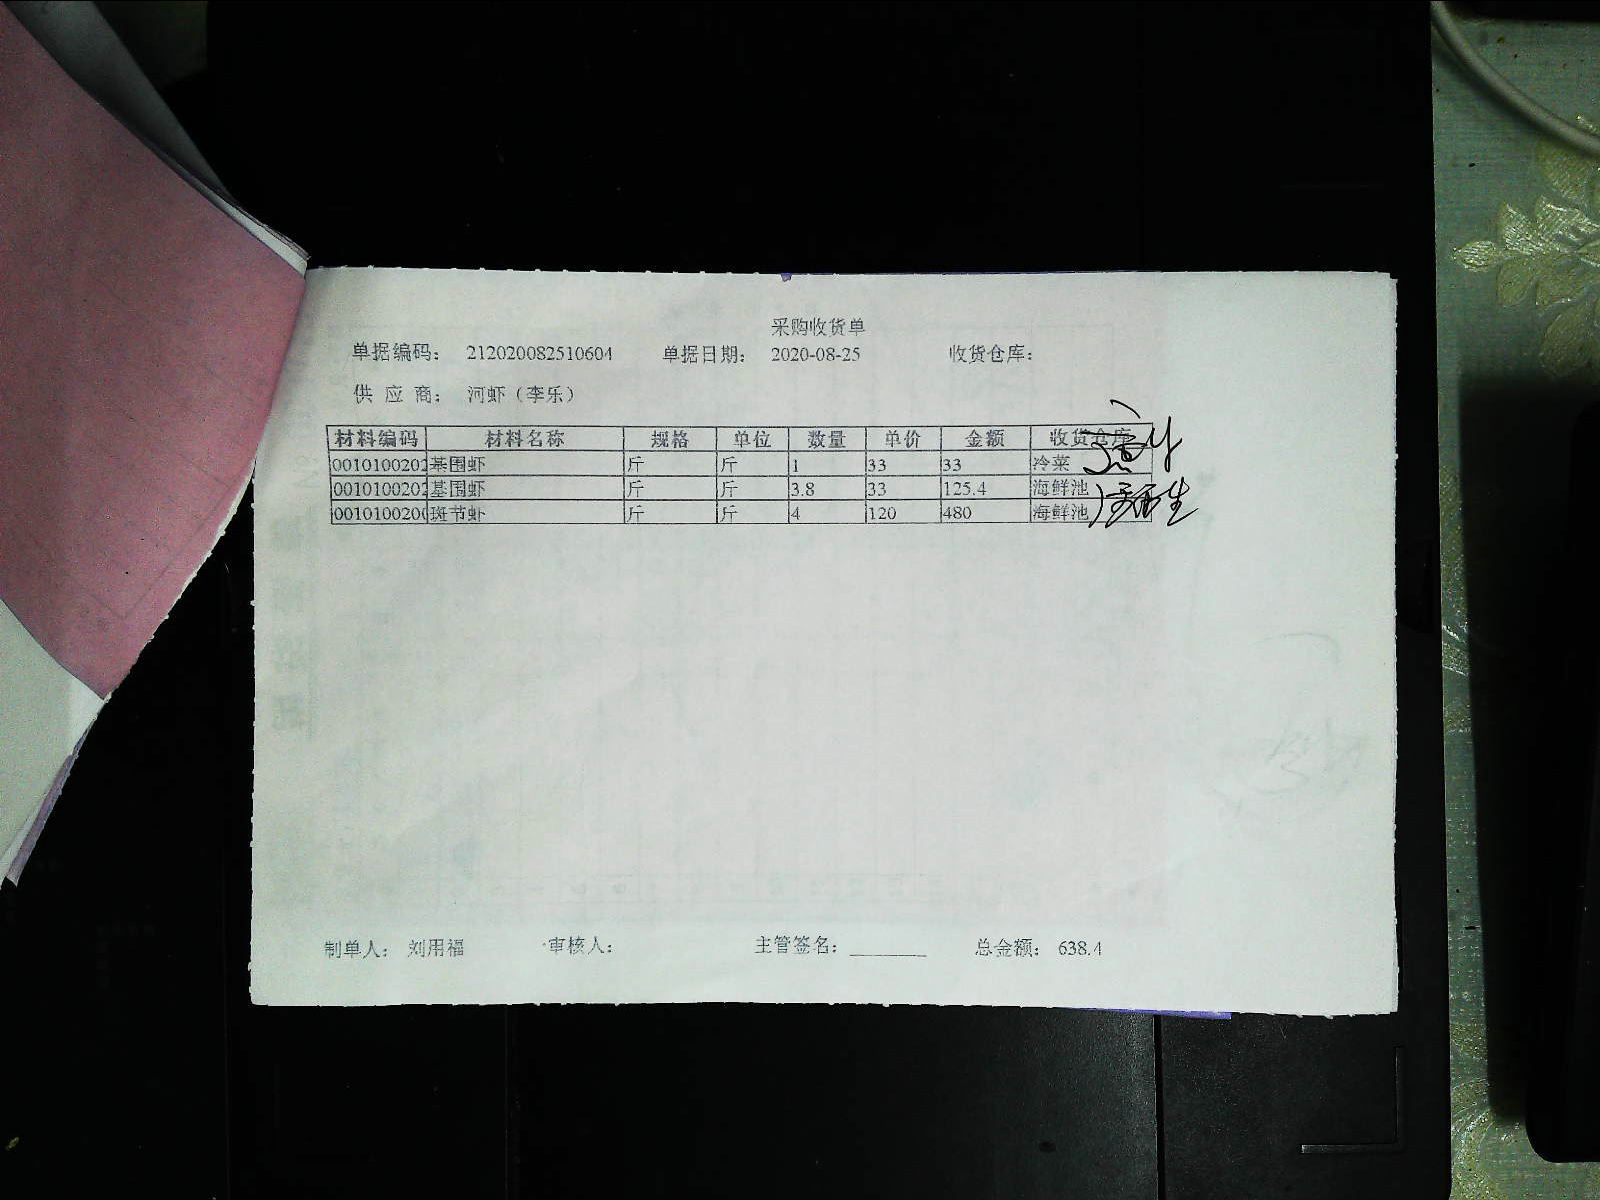 采购收货单
单据编码： 212020082510604 单据日期： 2020-08-25 收货仓库：
供 应 商： 河虾（李乐）
材料编码 材料名称 规格 单位 数量 单价 金额 收货仓库
0010100202 基围虾 斤 斤 1 33 33 冷菜
0010100202 基围虾 斤 斤 3.8 33 125.4 海鲜池
0010100200 斑节虾 斤 斤 4 120 480 海鲜池
制单人： 刘用福 审核人： 主管签名：________ 总金额： 638.4